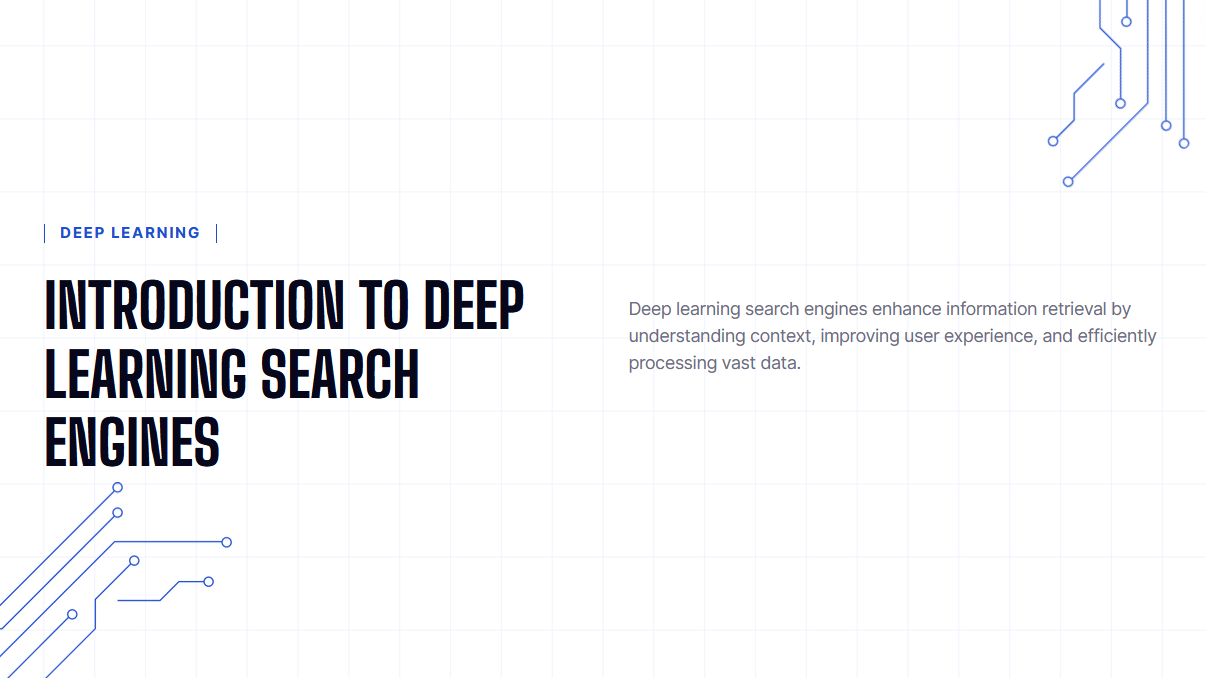 DEEP LEARNING
INTRODUCTION TO DEEP
LEARNING SEARCH
ENGINES
Deep learning search engines enhance information retrieval by
understanding context, improving user experience, and efficiently
processing vast data.